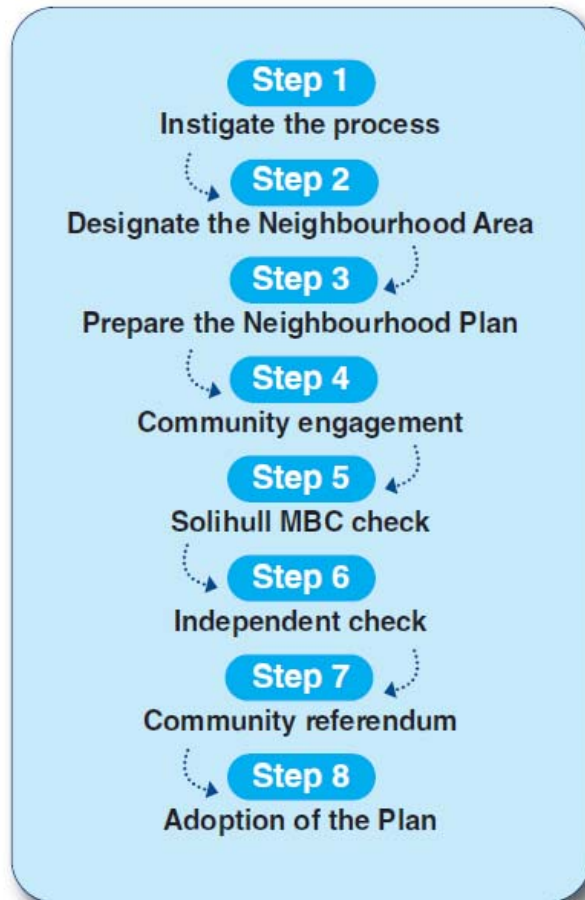 Step 1
Instigate the process
Step 2
Designate the Neighbourhood Area
Step 3
Prepare the Neighbourhood Plan
Step 4
Community engagement
Step 5
Solihull MBC check
Step 6
Independent check
Step 7
Community referendum
Step 8
Adoption of the Plan